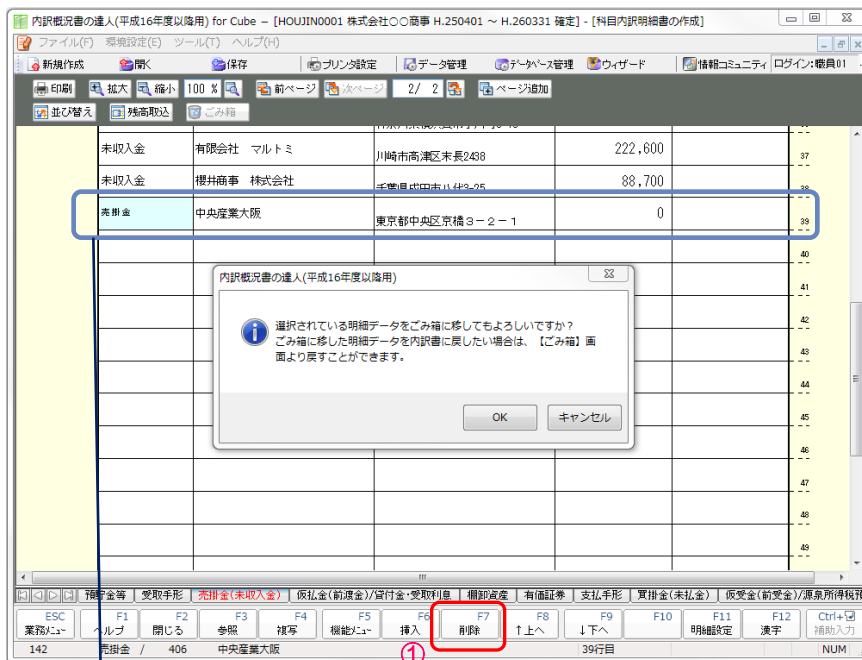 内訳概況書の達人(平成16年度以降用) for Cube － [HOUJIN0001 株式会社○○商事 H.250401 ～ H.260331 確定] - [科目内訳明細書の作成]
ファイル(F) 環境設定(E) ツール(T) ヘルプ(H)
新規作成 開く 保存 プリンタ設定 データ管理 データベース管理 ウィザード 情報コミュニティ ログイン:職員01
印刷 拡大 縮小 100 % 前ページ 次ページ 2/ 2 ページ追加
並び替え 残高取込 ごみ箱
未収入金 有限会社 マルトミ 川崎市高津区末長2438 222,600 37
未収入金 櫻井商事 株式会社 千葉県成田市八代3-25 88,700 38
売掛金 中央産業大阪 東京都中央区京橋３－２－１ 0 39
40
内訳概況書の達人(平成16年度以降用)
41
選択されている明細データをごみ箱に移してもよろしいですか？
42
ごみ箱に移した明細データを内訳書に戻したい場合は、【ごみ箱】画
面より戻すことができます。
43
44
OK キャンセル
45
46
47
48
49
預貯金等 受取手形 売掛金(未収入金) 仮払金(前渡金)/貸付金・受取利息 棚卸資産 有価証券 支払手形 買掛金(未払金) 仮受金(前受金)/源泉所得税預
ESC F1 F2 F3 F4 F5 F6 F7 F8 F9 F10 F11 F12 Ctrl+
業務メニュー ヘルプ 閉じる 参照 複写 機能メニュー 挿入 削除 ↑上へ ↓下へ 明細設定 漢字 補助入力
①
142 売掛金 / 406 中央産業大阪 39行目 NUM